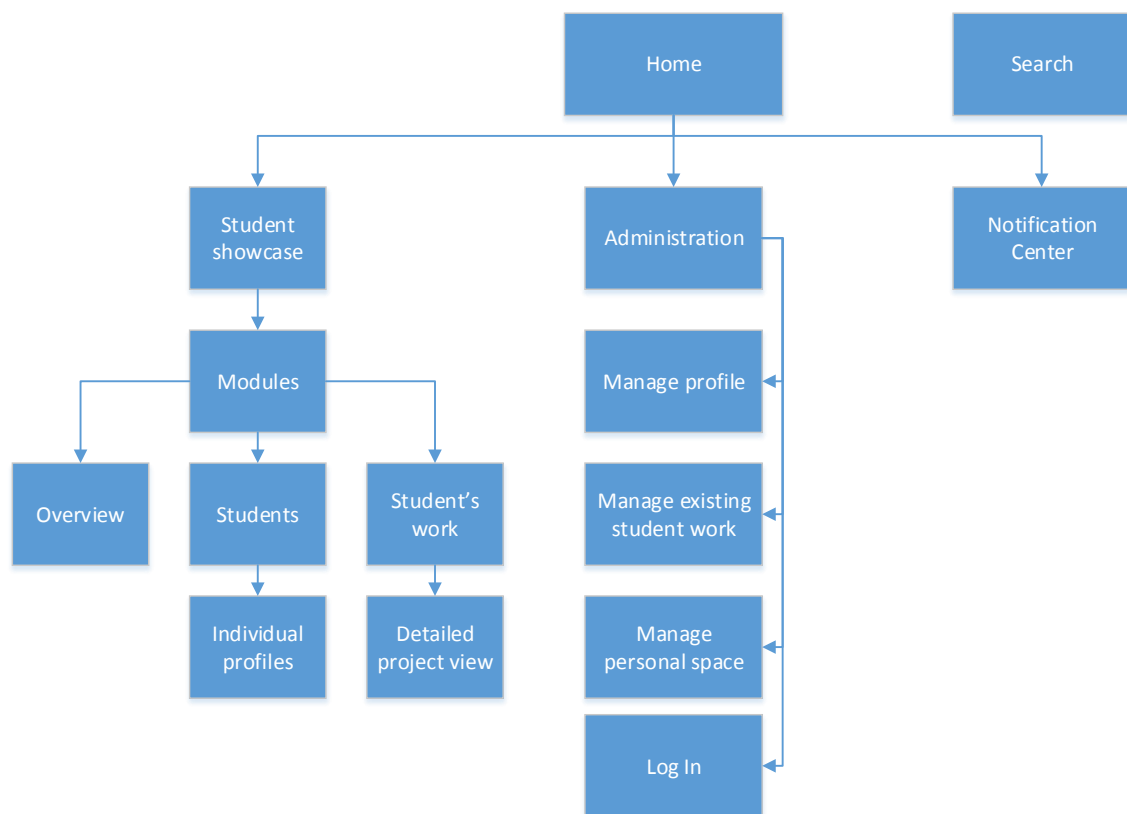 Home
Search
Student
showcase
Administration
Notification
Center
Modules
Manage profile
Overview
Students
Student’s
work
Manage existing
student work
Individual
profiles
Detailed
project view
Manage
personal space
Log In